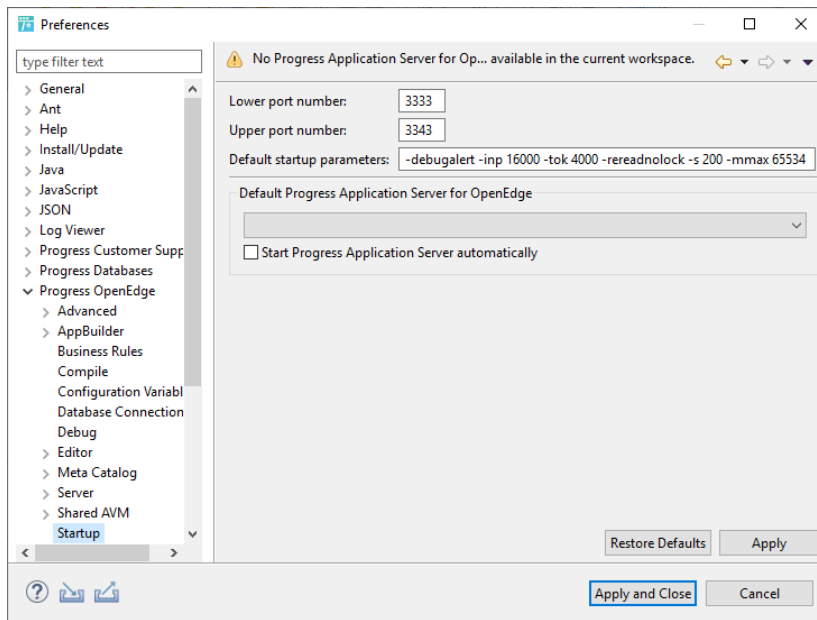 Preferences
type filter text
General
Ant
Help
Install/Update
Java
JavaScript
JSON
Log Viewer
Progress Customer Supp
Progress Databases
Progress OpenEdge
Advanced
AppBuilder
Business Rules
Compile
Configuration Variabl
Database Connection
Debug
Editor
Meta Catalog
Server
Shared AVM
Startup
No Progress Application Server for Op... available in the current workspace.
Lower port number: 3333
Upper port number: 3343
Default startup parameters: -debugalert -inp 16000 -tok 4000 -rereadnolock -s 200 -mmax 65534
Default Progress Application Server for OpenEdge
Start Progress Application Server automatically
Restore Defaults Apply
Apply and Close Cancel